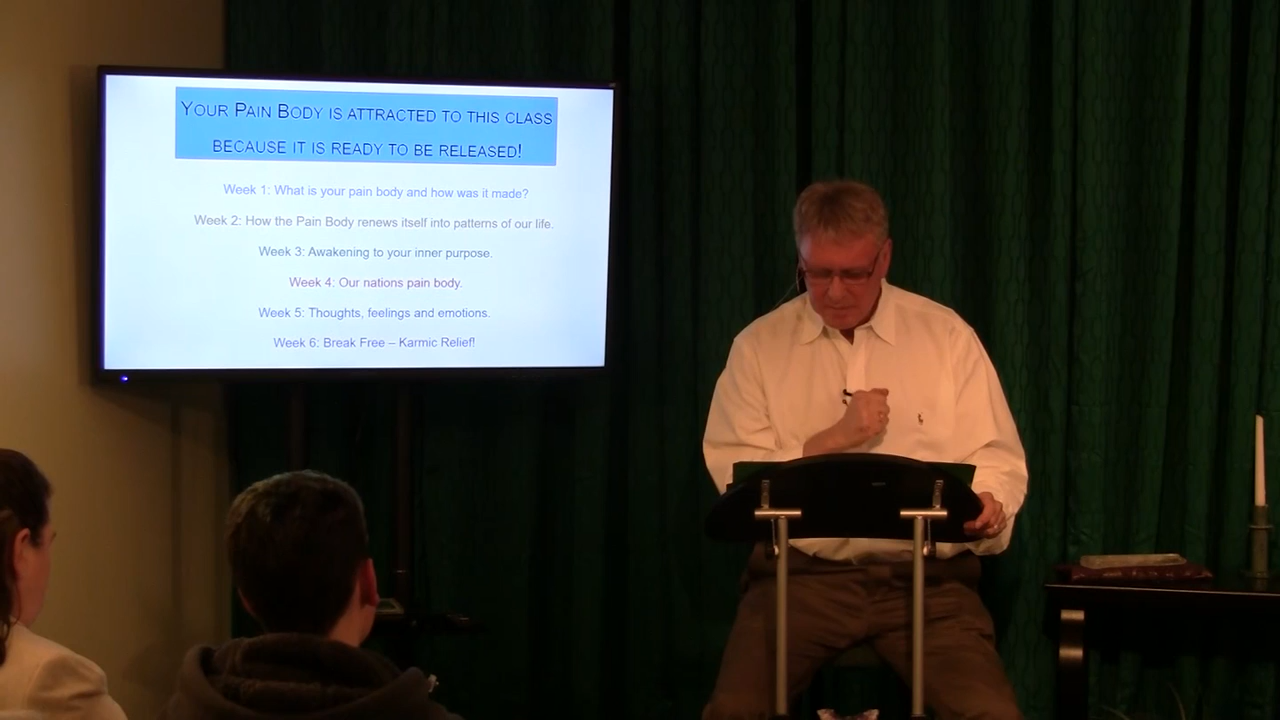 YOUR PAIN BODY IS ATTRACTED TO THIS CLASS
BECAUSE IT IS READY TO BE RELEASED!
Week 1: What is your pain body and how was it made?
Week 2: How the Pain Body renews itself into patterns of our life.
Week 3: Awakening to your inner purpose.
Week 4: Our nations pain body.
Week 5: Thoughts, feelings and emotions.
Week 6: Break Free – Karmic Relief!